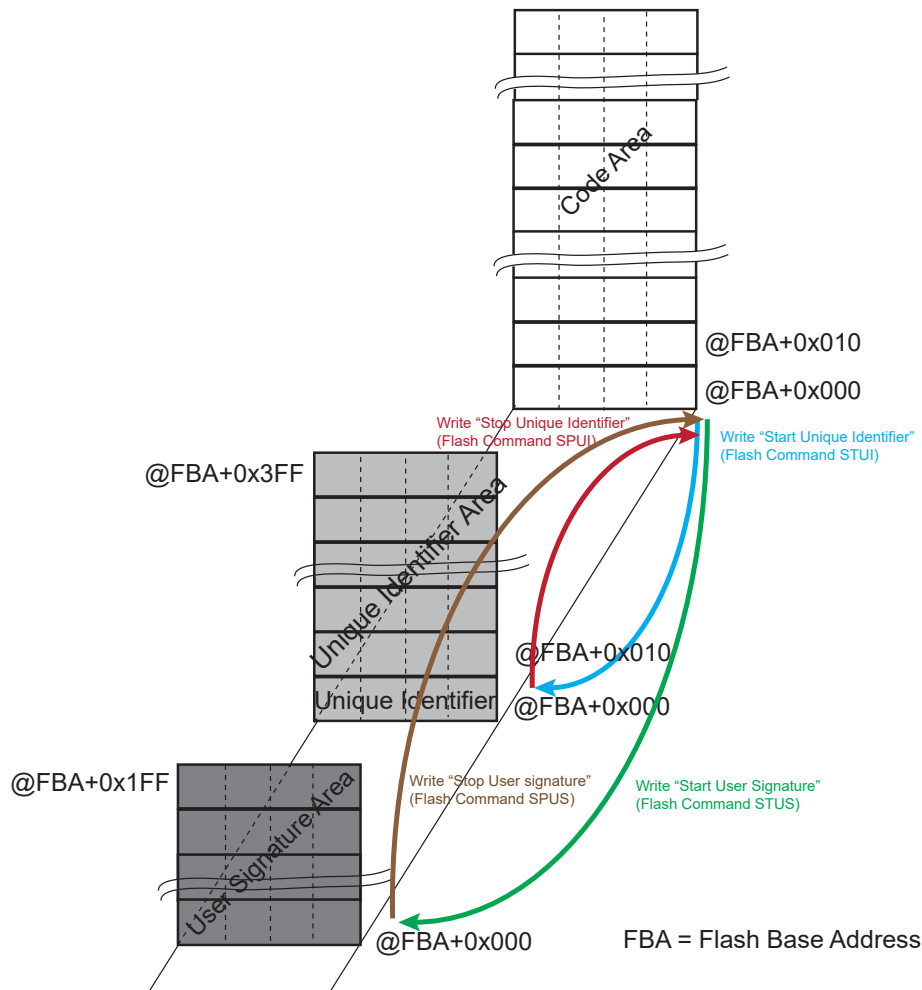 Code Area
@FBA+0x010
@FBA+0x000
Write “Stop Unique Identifier”
(Flash Command SPUI)
Write “Start Unique Identifier”
(Flash Command STUI)
@FBA+0x3FF
Unique Identifier Area
@FBA+0x010
Unique Identifier
@FBA+0x000
@FBA+0x1FF
User Signature Area
Write “Stop User signature”
(Flash Command SPUS)
Write “Start User Signature”
(Flash Command STUS)
@FBA+0x000
FBA = Flash Base Address